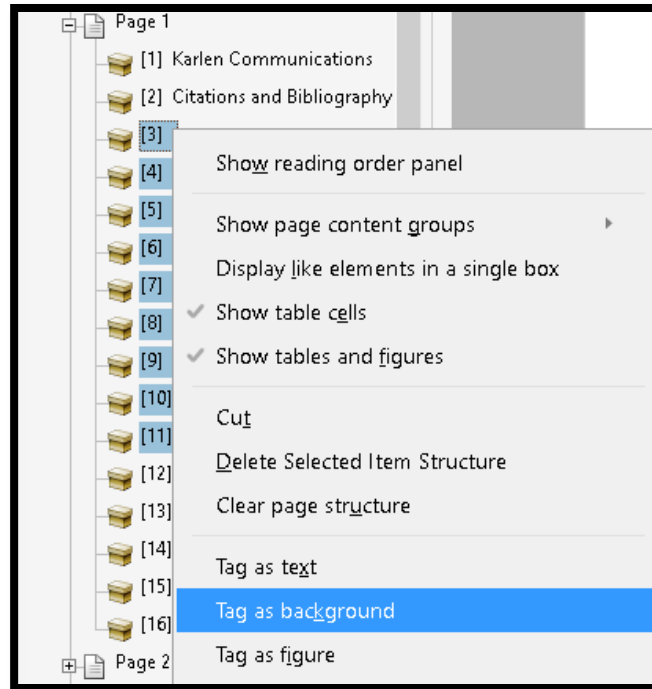 Page 1
[1] Karlen Communications
[2] Citations and Bibliography
[3]
[4]
[5]
[6]
[7]
[8]
[9]
[10]
[11]
[12]
[13]
[14]
[15]
[16]
Page 2
Show reading order panel
Show page content groups
Display like elements in a single box
Show table cells
Show tables and figures
Cut
Delete Selected Item Structure
Clear page structure
Tag as text
Tag as background
Tag as figure